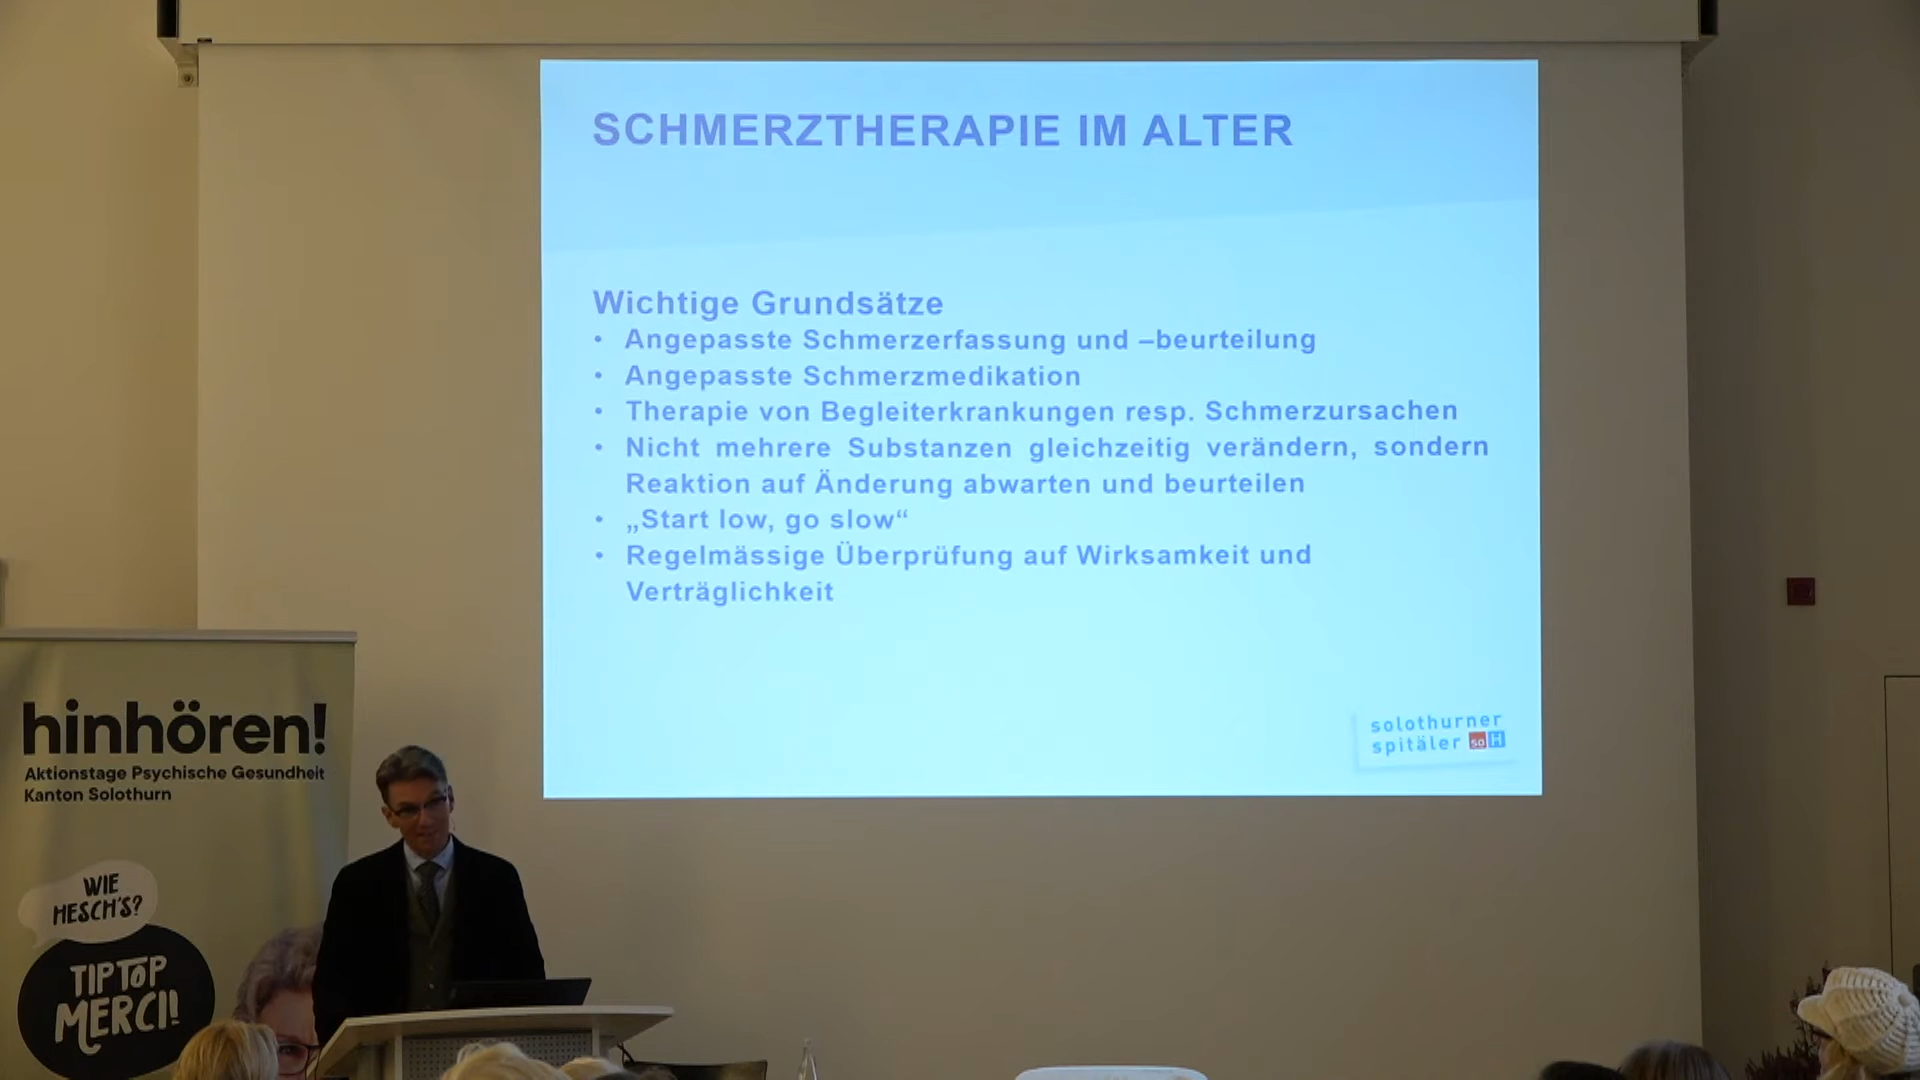 SCHMERZTHERAPIE IM ALTER
Wichtige Grundsätze
• Angepasste Schmerzerfassung und –beurteilung
• Angepasste Schmerzmedikation
• Therapie von Begleiterkrankungen resp. Schmerzursachen
• Nicht mehrere Substanzen gleichzeitig verändern, sondern
Reaktion auf Änderung abwarten und beurteilen
• „Start low, go slow“
• Regelmässige Überprüfung auf Wirksamkeit und
Verträglichkeit
solothurner
spitäler so H
hinhören!
Aktionstage Psychische Gesundheit
Kanton Solothurn
WIE
HESCH'S?
TIPTOP
MERCI!